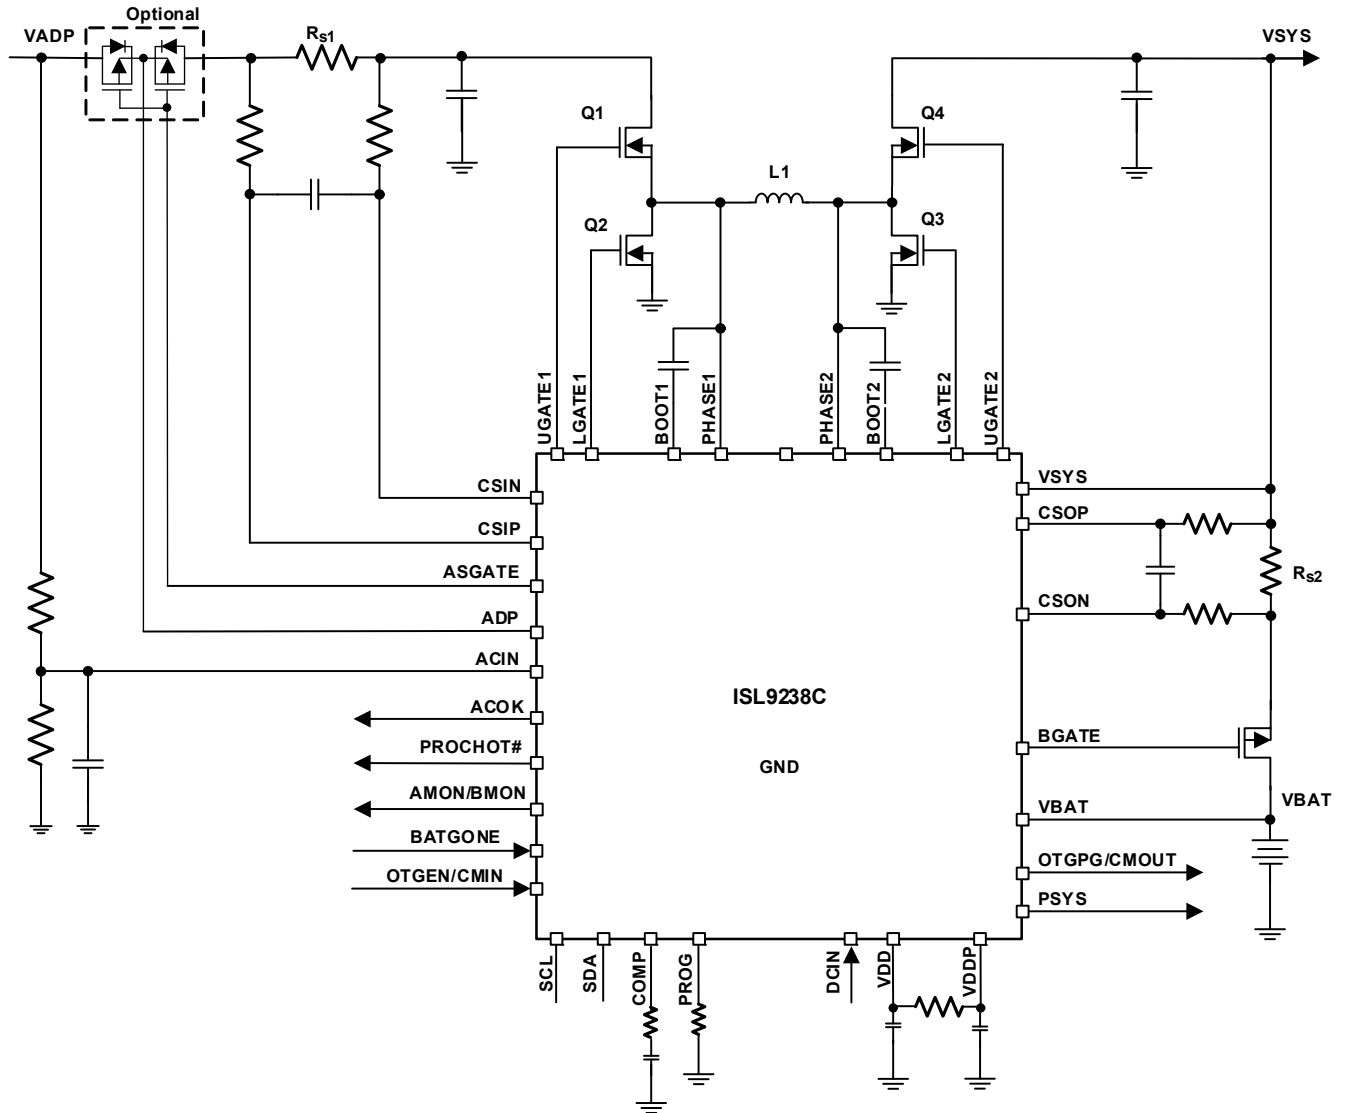 Optional
VADP
Rs1
VSYS
Q1
Q4
L1
Q2
Q3
UGATE1
LGATE1
BOOT1
PHASE1
PHASE2
BOOT2
LGATE2
UGATE2
CSIN
VSYS
CSIP
CSOP
ASGATE
Rs2
ADP
CSON
ACIN
ISL9238C
ACOK
BGATE
PROCHOT#
GND
AMON/BMON
VBAT
VBAT
BATGONE
OTGPG/CMOUT
OTGEN/CMIN
PSYS
SCL
SDA
COMP
PROG
DCIN
VDD
VDDP